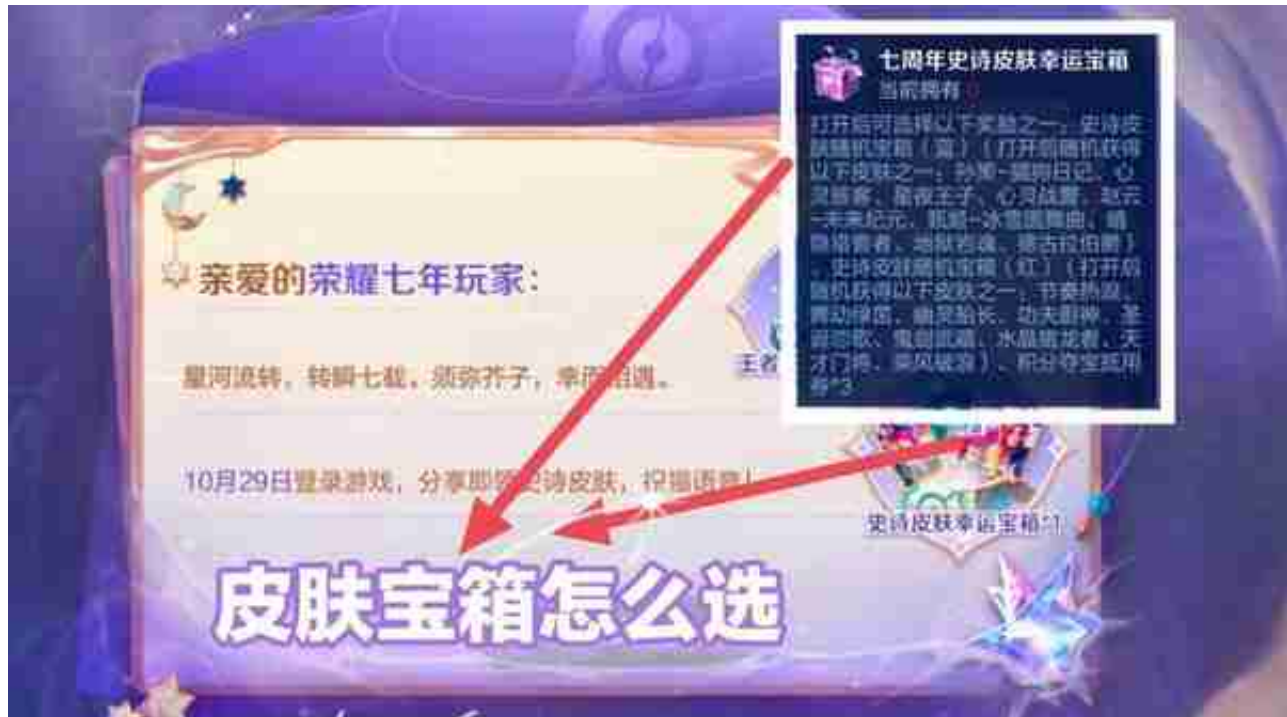 七周年史诗皮肤幸运宝箱
当前拥有0
打开后可选择以下奖励之一：史诗皮
肤随机宝箱（蓝）（打开后随机获得
以下皮肤之一：孙策-猫狗日记、心
灵骇客、星夜王子、心灵战警、赵云
-未来纪元、甄姬-冰雪圆舞曲、暗
隐猎兽者、地狱岩魂、德古拉伯爵）
、史诗皮肤随机宝箱（红）（打开后
随机获得以下皮肤之一：节奏热浪、
舞动绿茵、幽灵船长、功夫厨神、圣
诞恋歌、鬼剑武藏、水晶猎龙者、天
才门将、乘风破浪）、积分夺宝抵用
券*3
亲爱的荣耀七年玩家：
星河流转，转瞬七载。须弥芥子，幸而相遇。
王者
10月29日登录游戏，分享即领史诗皮肤，祝福语音！
史诗皮肤幸运宝箱*1
皮肤宝箱怎么选